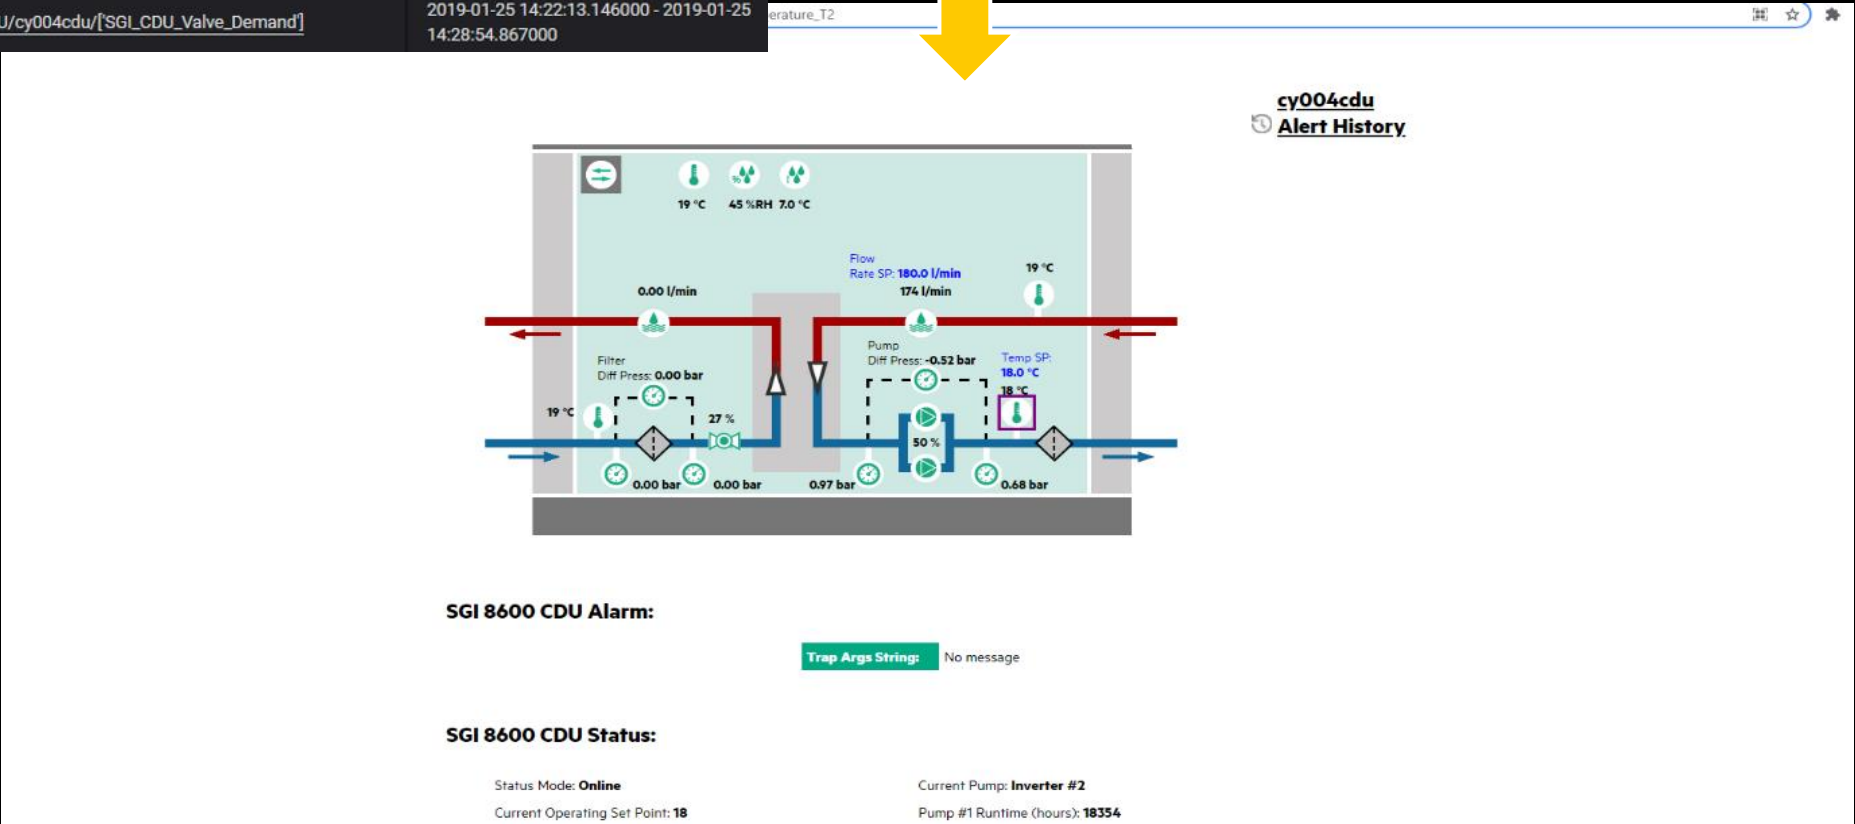 U/cy004cdu/['SGI_CDU_Valve_Demand']
2019-01-25 14:22:13.146000 - 2019-01-25
14:28:54.867000
erature_T2
cy004cdu
Alert History
19 °C
45 %RH
7.0 °C
Flow
Rate SP: 180.0 l/min
174 l/min
19 °C
0.00 l/min
Filter
Diff Press: 0.00 bar
Pump
Diff Press: -0.52 bar
Temp SP:
18.0 °C
18 °C
19 °C
27 %
50 %
0.00 bar
0.00 bar
0.97 bar
0.68 bar
SGI 8600 CDU Alarm:
Trap Args String: No message
SGI 8600 CDU Status:
Status Mode: Online
Current Pump: Inverter #2
Current Operating Set Point: 18
Pump #1 Runtime (hours): 18354